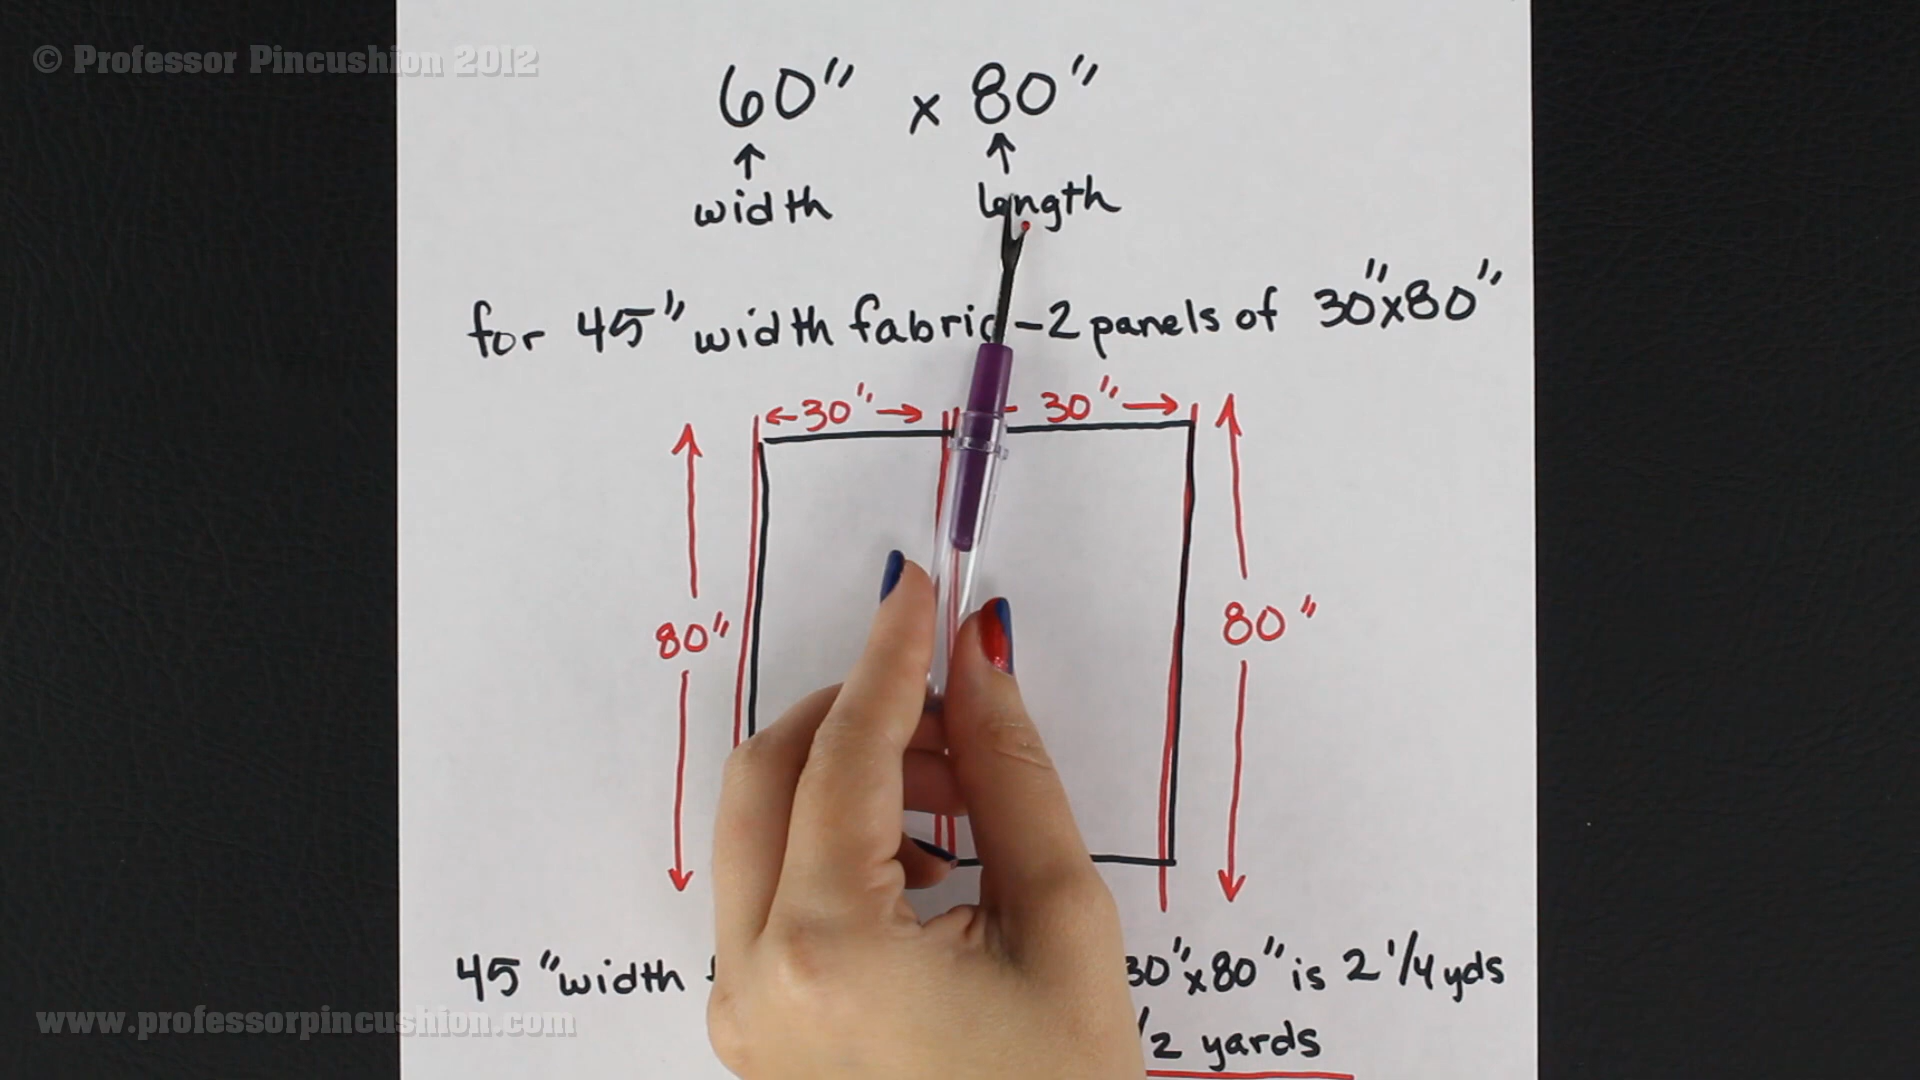 © Professor Pincushion 2012
60" x 80"
↑ ↑
width length
for 45" width fabric - 2 panels of 30"x80"
←30"→ 30"→
80" 80"
45" width 30"x80" is 2 1/4 yds
www.professorpincushion.com
/2 yards